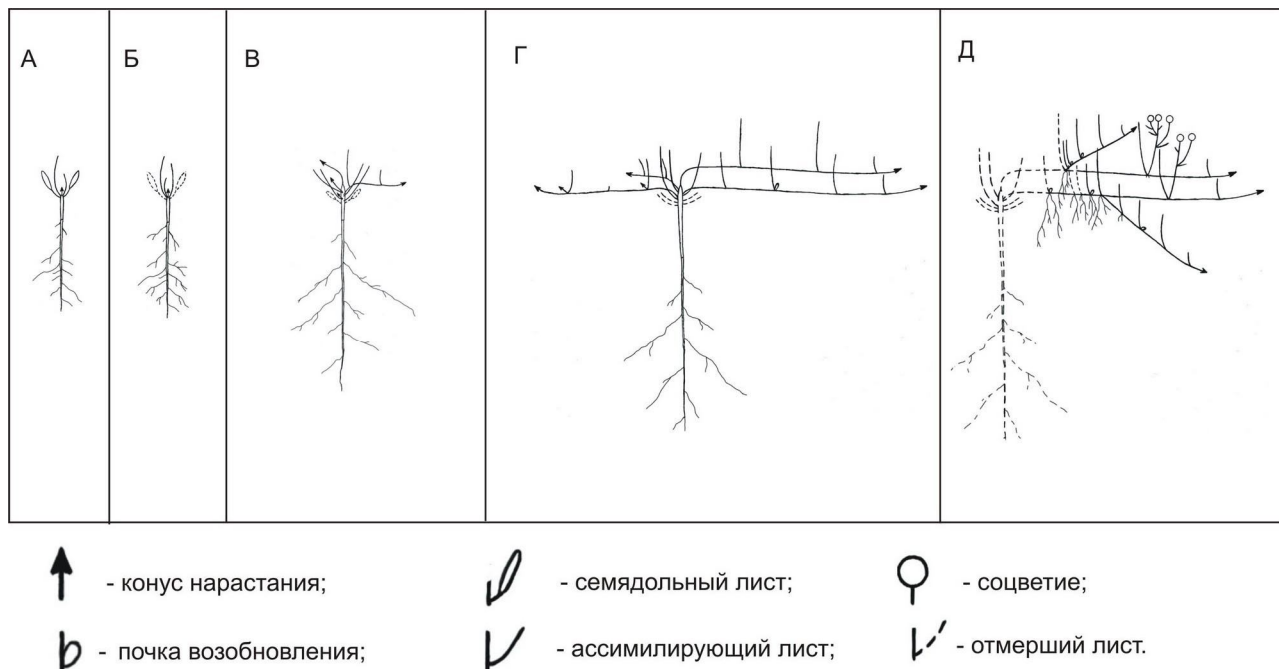 А Б В Г Д
- конус нарастания; - семядольный лист; - соцветие;
- почка возобновления; - ассимилирующий лист; - отмерший лист.